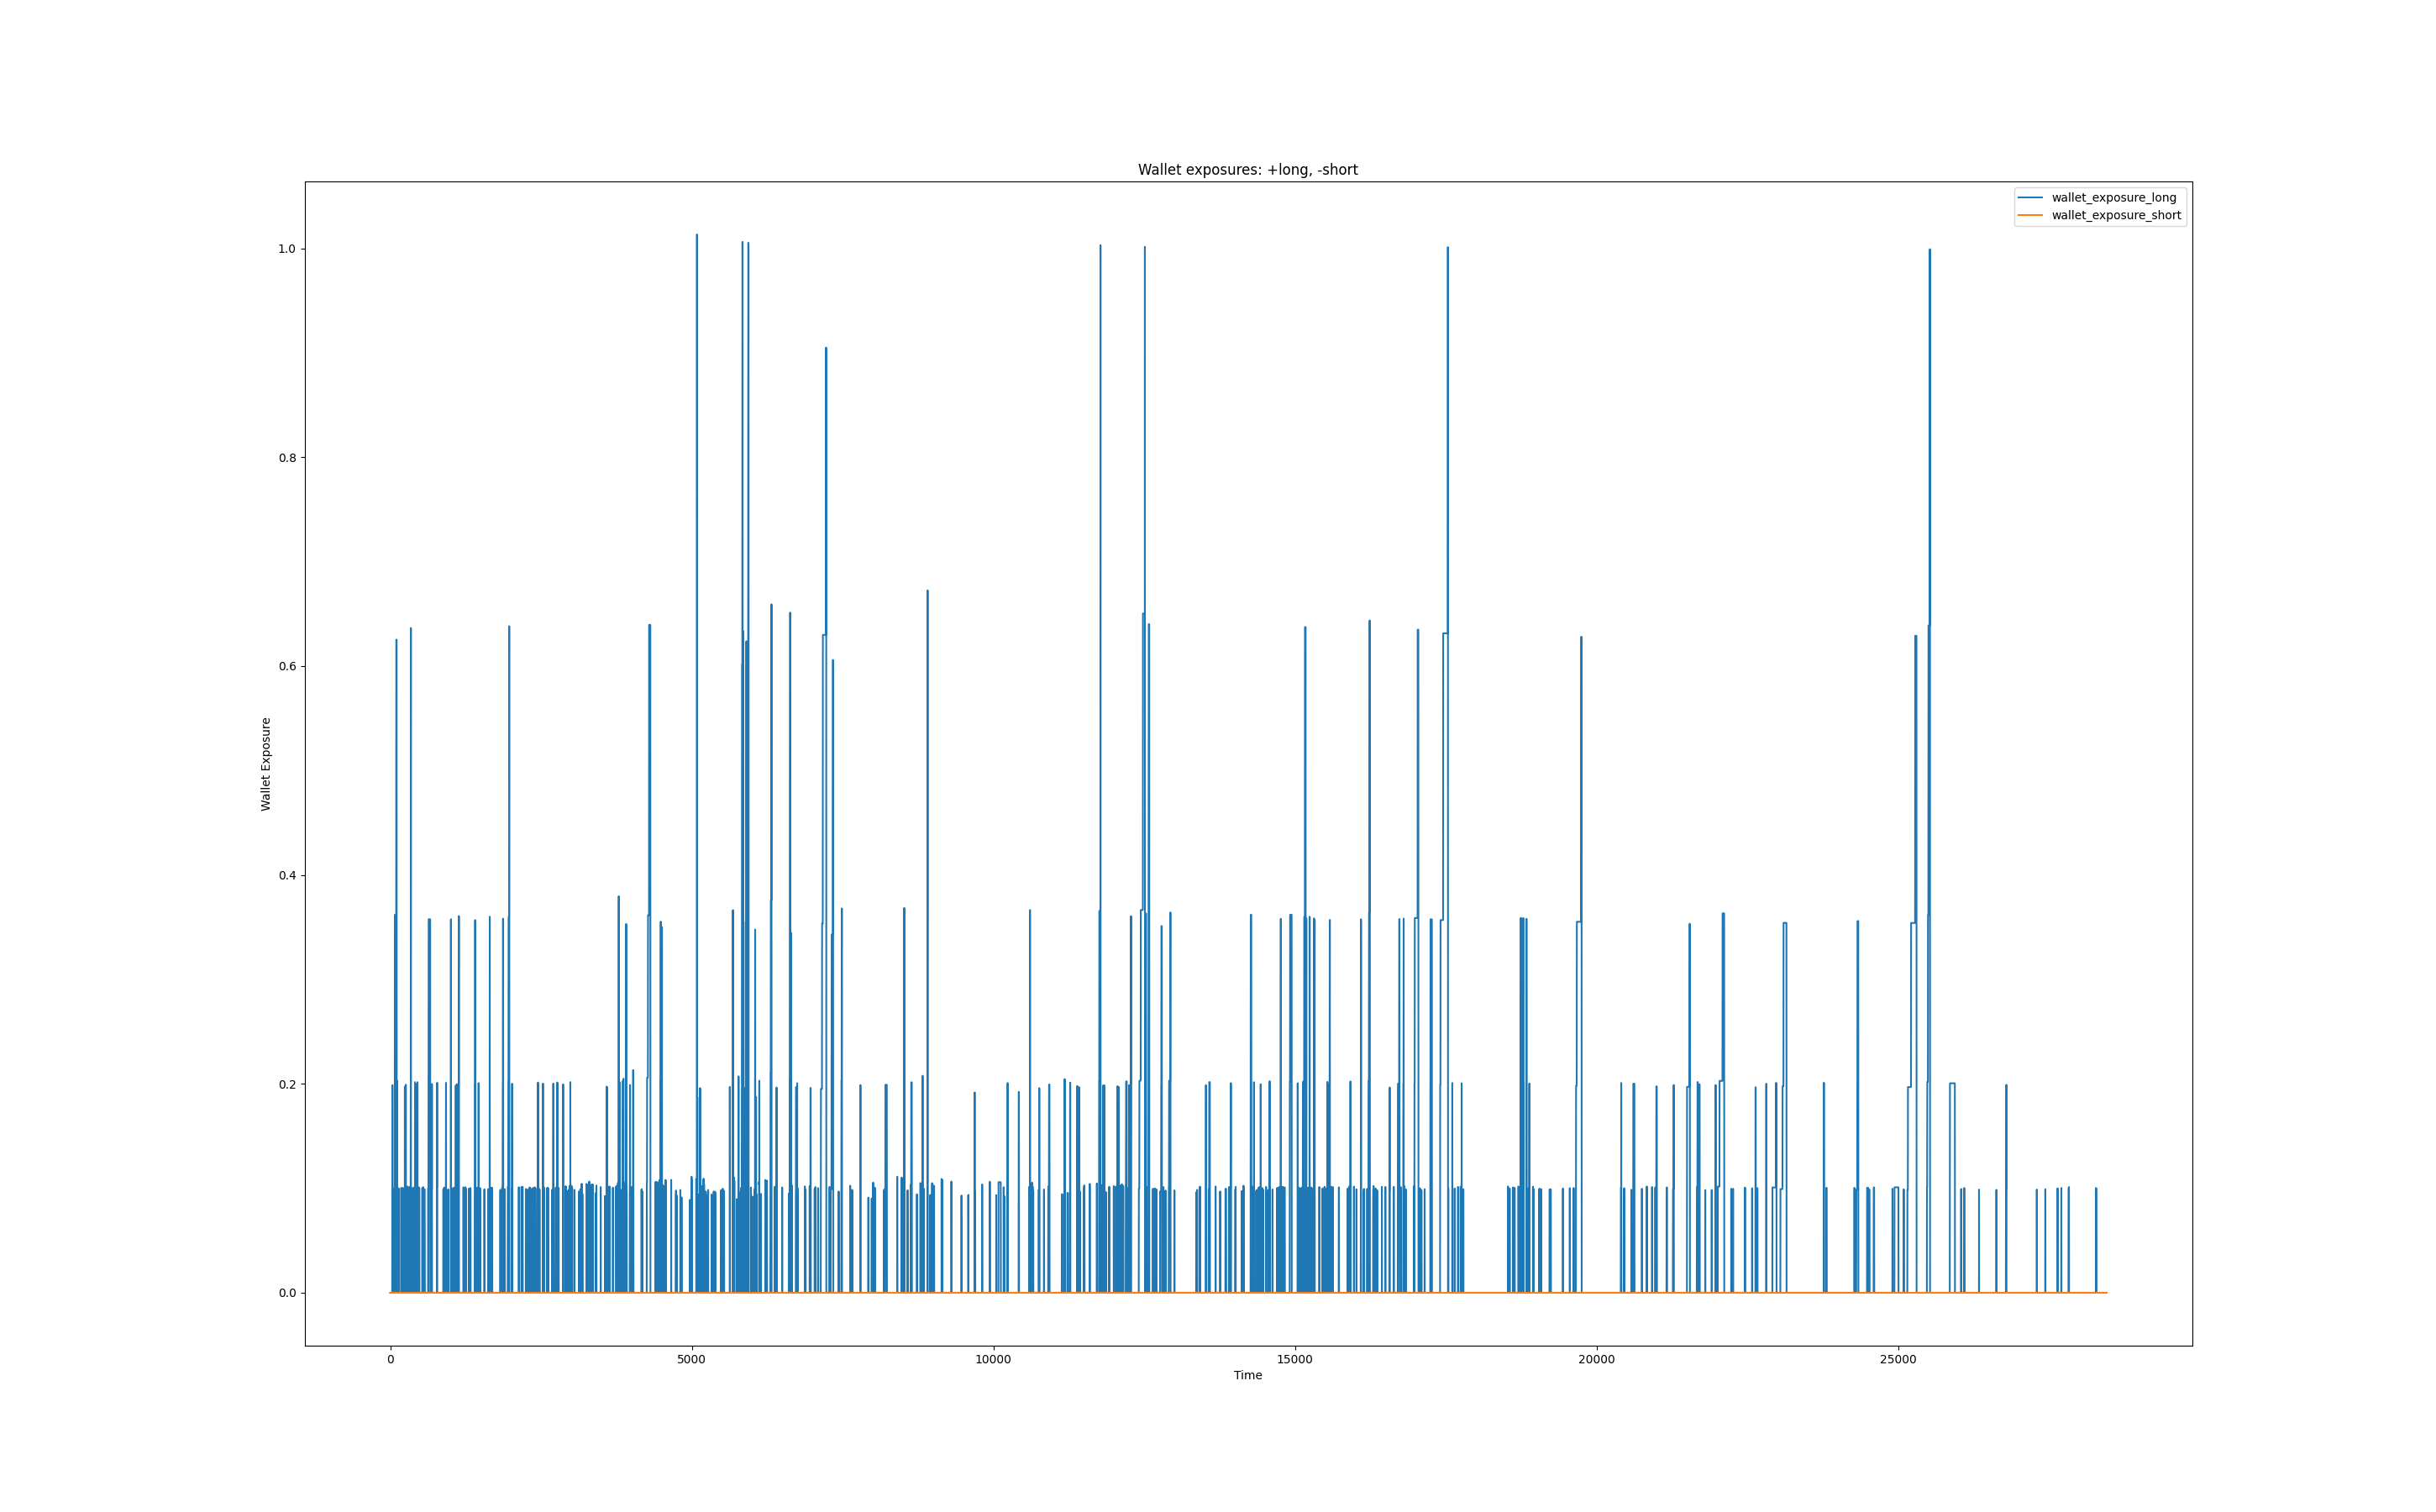 Wallet exposures: +long, -short
wallet_exposure_long
wallet_exposure_short
1.0
0.8
0.6
0.4
0.2
0.0
Wallet Exposure
0 5000 10000 15000 20000 25000
Time